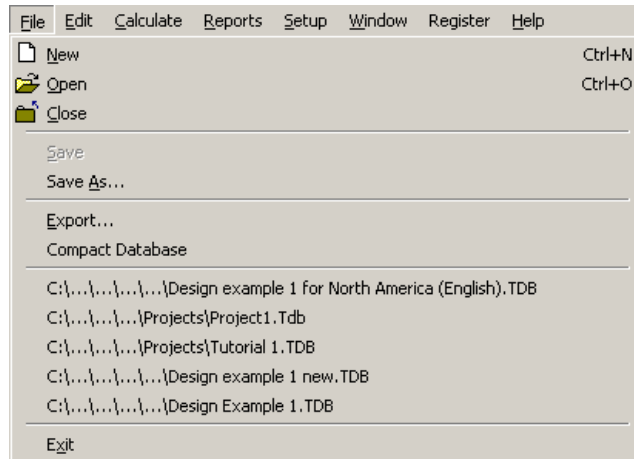 File Edit Calculate Reports Setup Window Register Help
New Ctrl+N
Open Ctrl+O
Close
Save
Save As...
Export...
Compact Database
C:\...\...\...\...\Design example 1 for North America (English).TDB
C:\...\...\...\Projects\Project1.Tdb
C:\...\...\...\Projects\Tutorial 1.TDB
C:\...\...\...\...\Design example 1 new.TDB
C:\...\...\...\...\Design Example 1.TDB
Exit